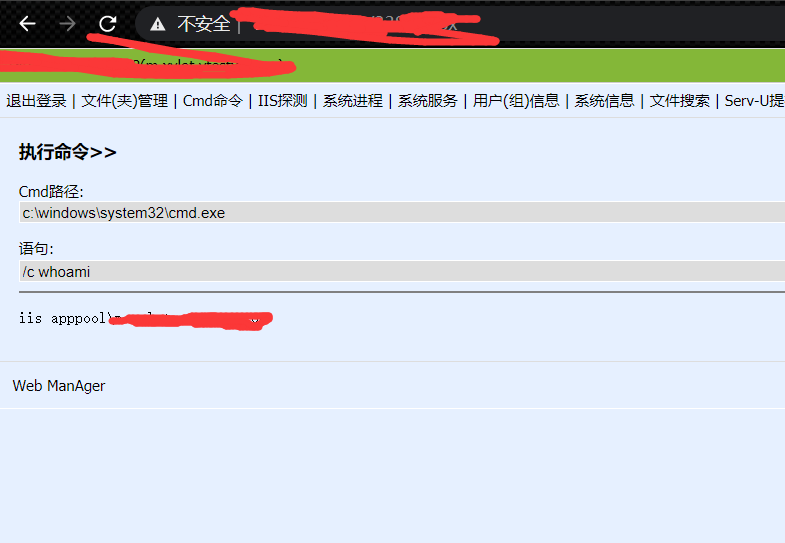 不安全
退出登录 | 文件(夹)管理 | Cmd命令 | IIS探测 | 系统进程 | 系统服务 | 用户(组)信息 | 系统信息 | 文件搜索 | Serv-U提
执行命令>>
Cmd路径:
c:\windows\system32\cmd.exe
语句:
/c whoami
iis apppool\
Web ManAger